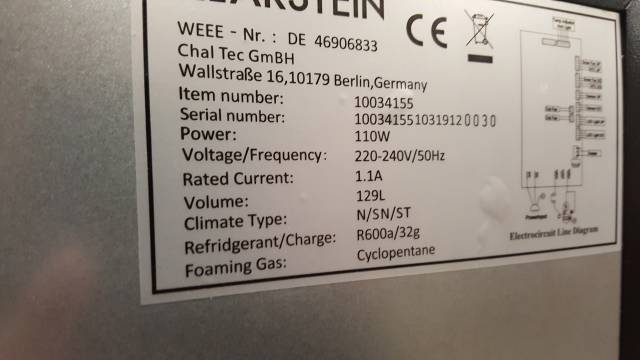 WEEE - Nr. : DE 46906833
Chal Tec GmBH
Wallstraße 16,10179 Berlin,Germany
Item number: 10034155
Serial number: 100341551031912 0030
Power: 110W
Voltage/Frequency: 220-240V/50Hz
Rated Current: 1.1A
Volume: 129L
Climate Type: N/SN/ST
Refridgerant/Charge: R600a/32g
Foaming Gas: Cyclopentane
CE
Electrocircuit Line Diagram